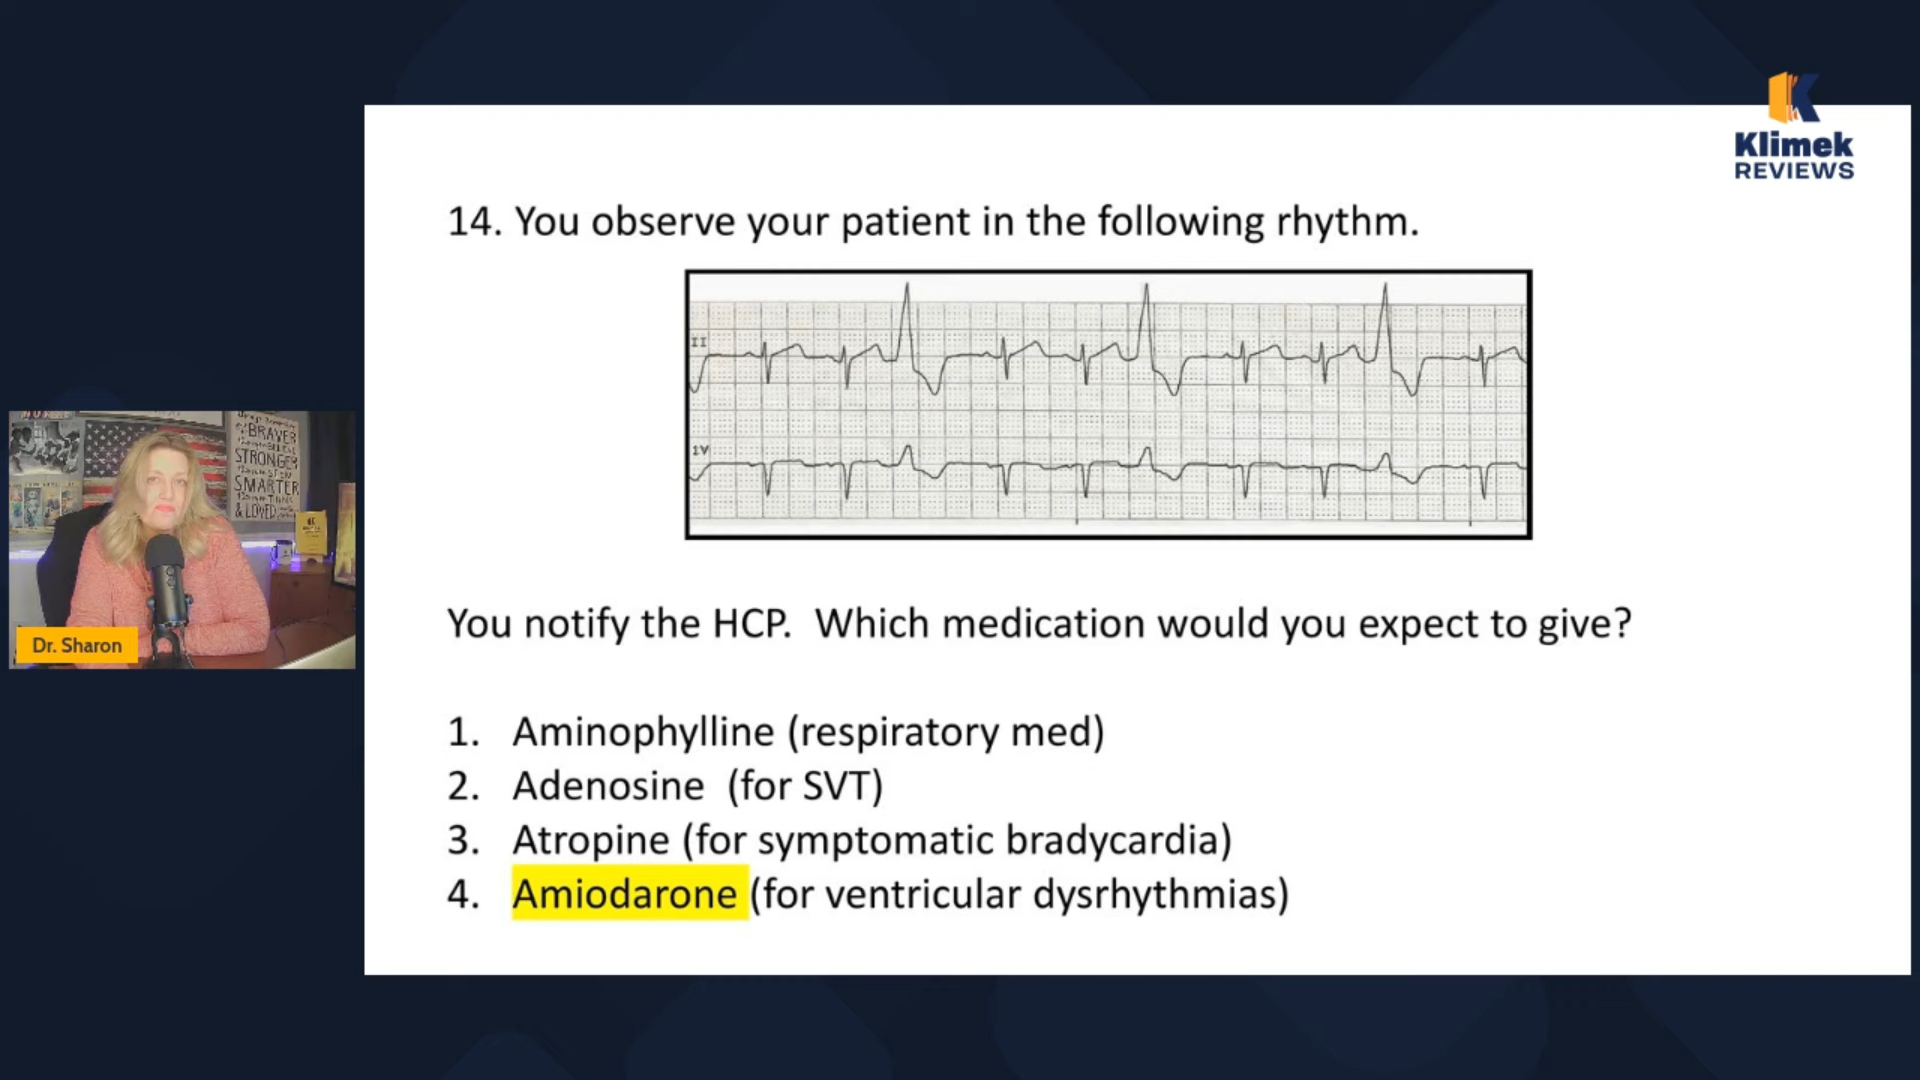 Klimek
REVIEWS
14. You observe your patient in the following rhythm.
II
1V
You notify the HCP. Which medication would you expect to give?
1. Aminophylline (respiratory med)
2. Adenosine (for SVT)
3. Atropine (for symptomatic bradycardia)
4. Amiodarone (for ventricular dysrhythmias)
BRAVER
STRONGER
SMARTER
& LOVED
Dr. Sharon